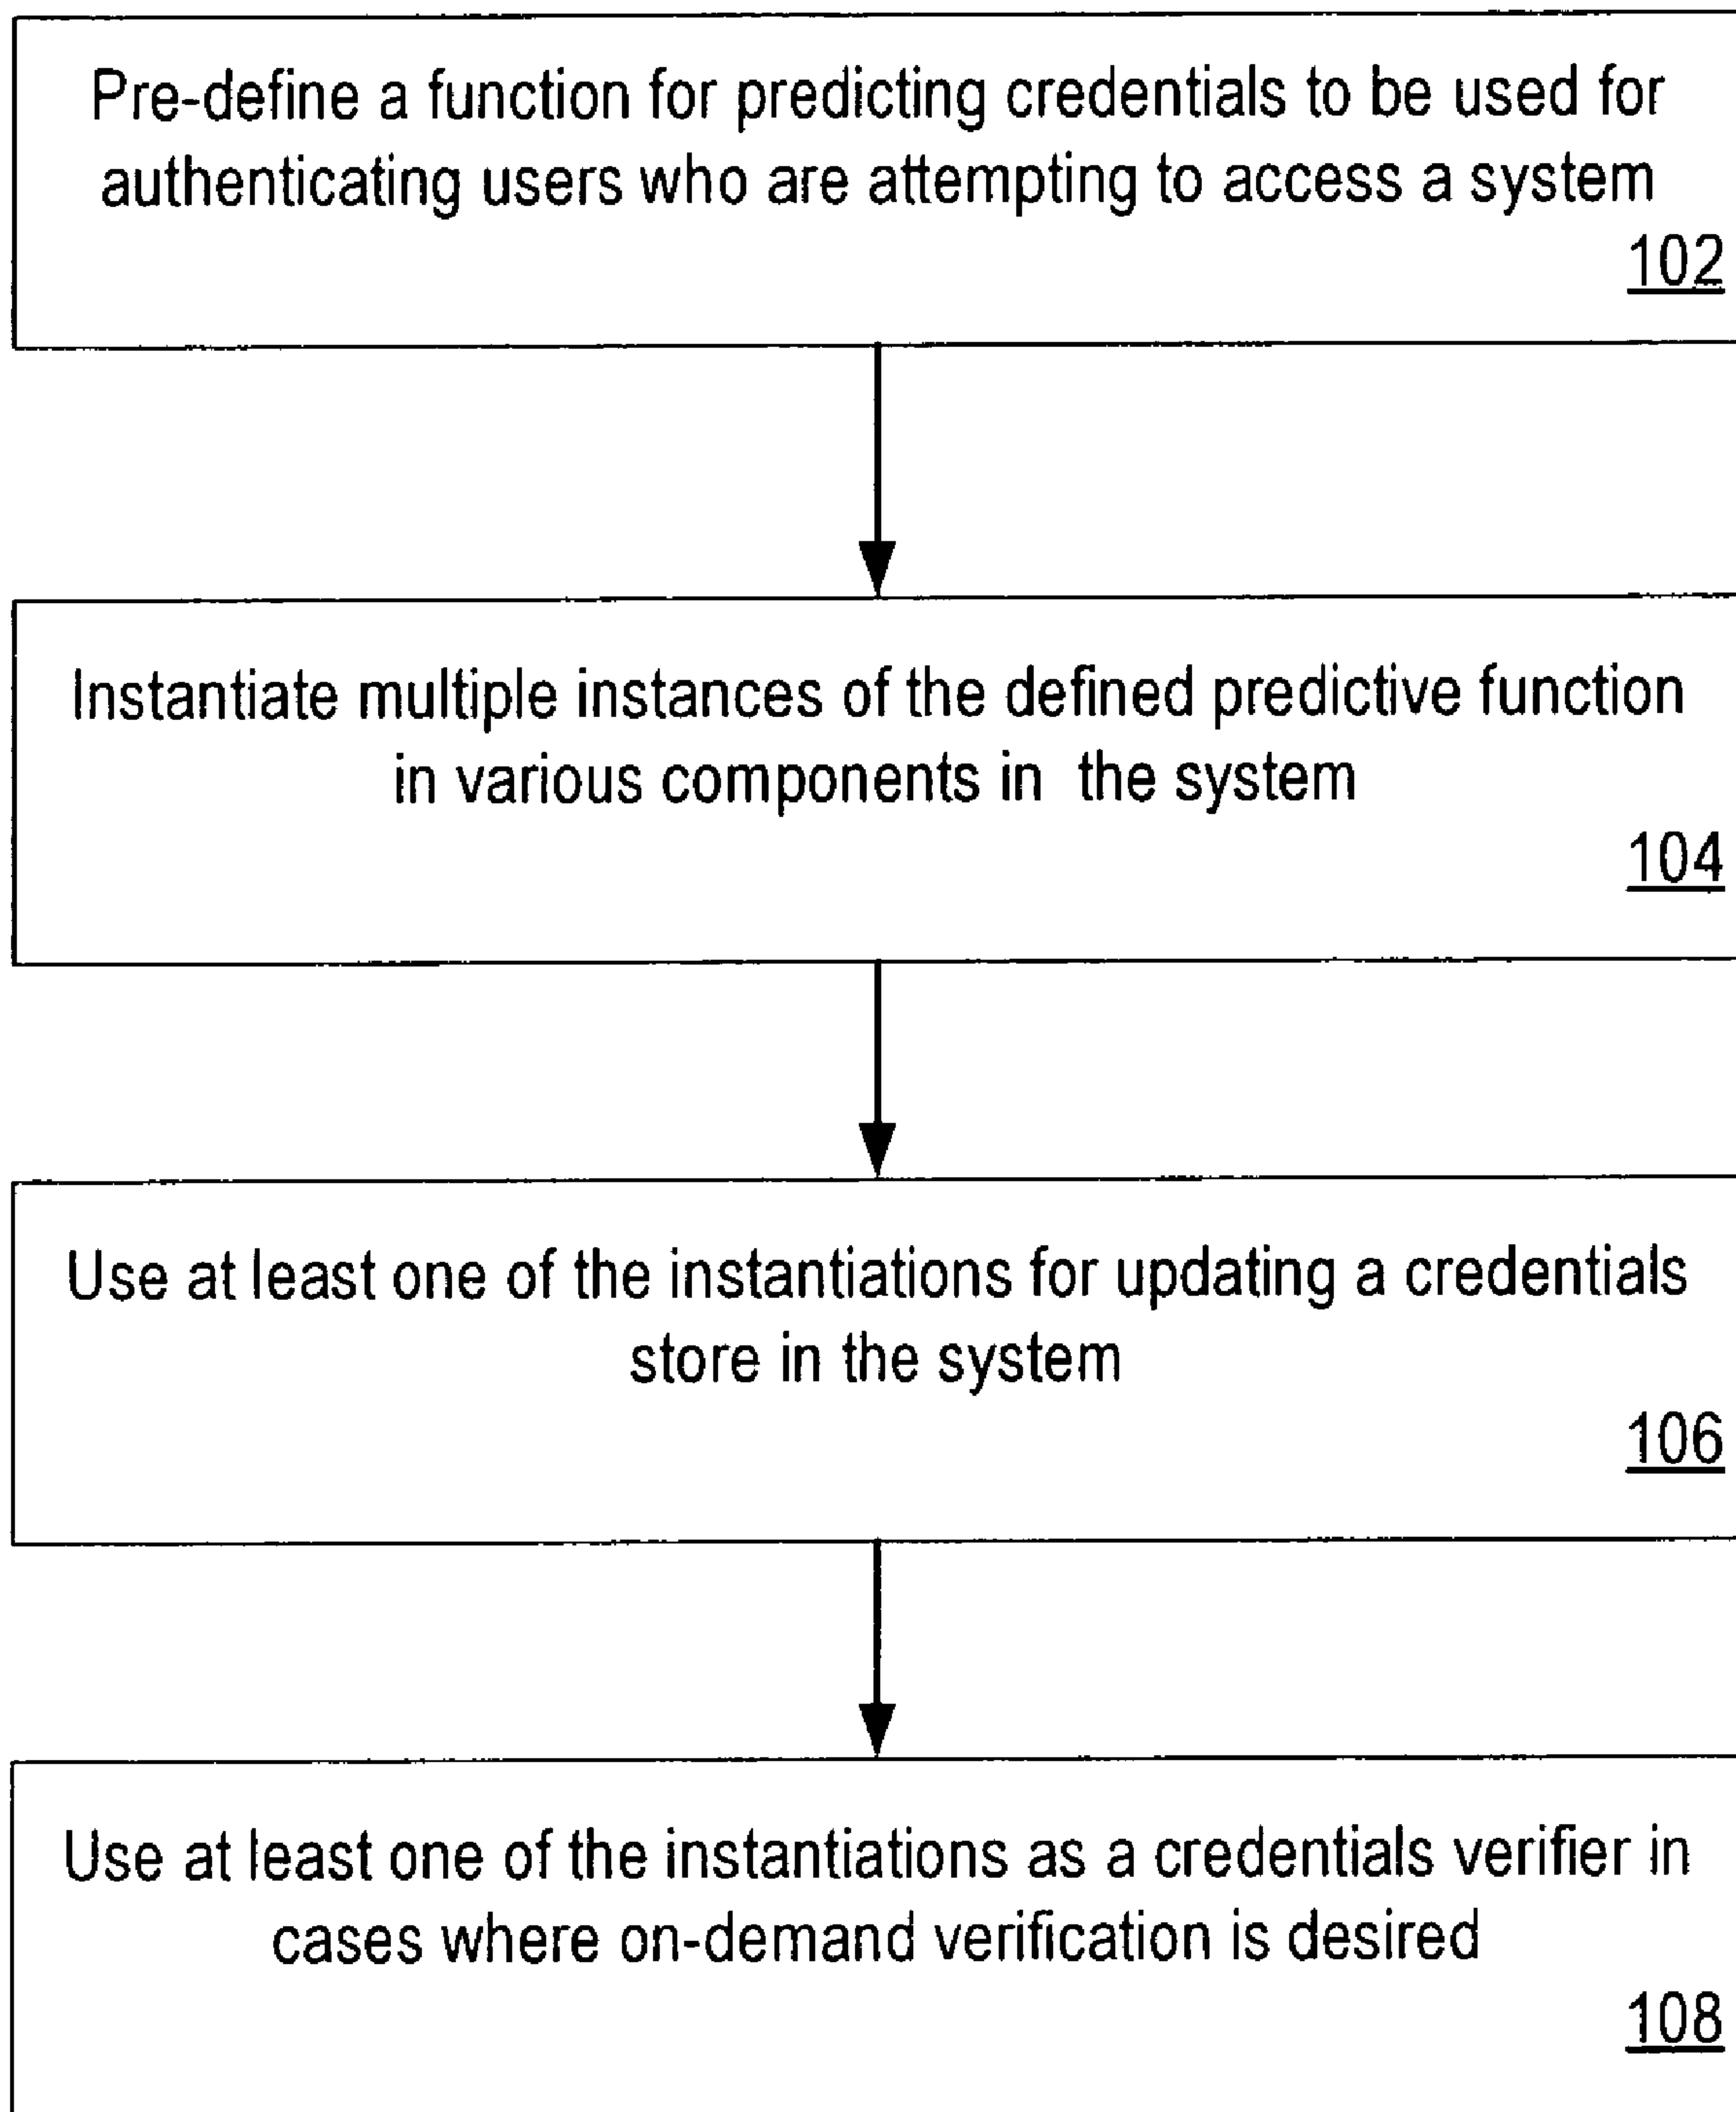 Pre-define a function for predicting credentials to be used for
authenticating users who are attempting to access a system
102
Instantiate multiple instances of the defined predictive function
in various components in the system
104
Use at least one of the instantiations for updating a credentials
store in the system
106
Use at least one of the instantiations as a credentials verifier in
cases where on-demand verification is desired
108